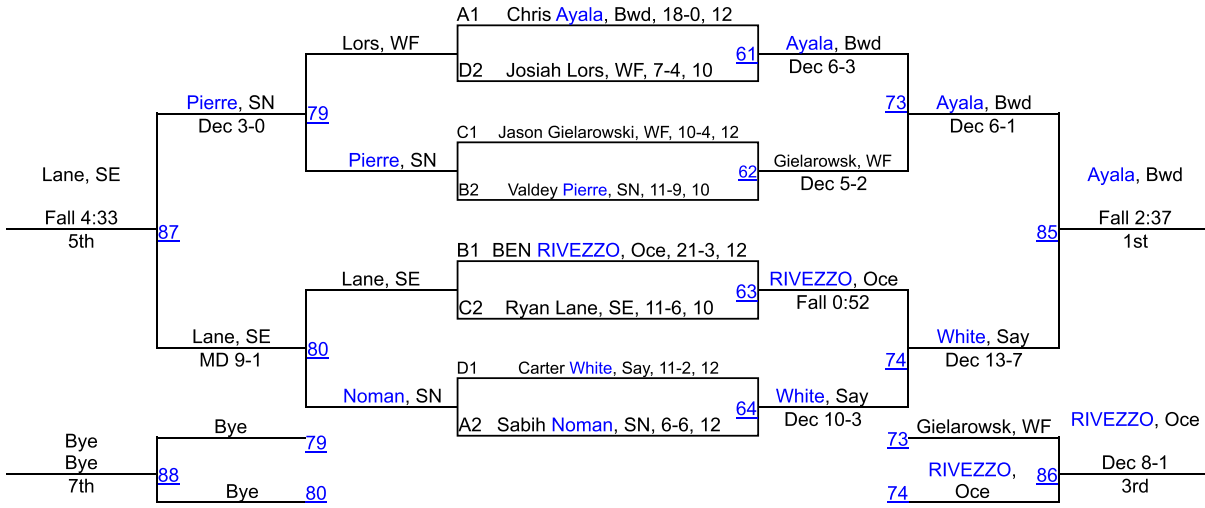 A1 Chris Ayala, Bwd, 18-0, 12
Lors, WF
61
Ayala, Bwd
Dec 6-3
D2 Josiah Lors, WF, 7-4, 10
Pierre, SN
Dec 3-0
79
73
Ayala, Bwd
Dec 6-1
C1 Jason Gielarowski, WF, 10-4, 12
Pierre, SN
62
Gielarowsk, WF
Dec 5-2
B2 Valdey Pierre, SN, 11-9, 10
Lane, SE
Fall 4:33
5th
87
85
Ayala, Bwd
Fall 2:37
1st
B1 BEN RIVEZZO, Oce, 21-3, 12
Lane, SE
63
RIVEZZO, Oce
Fall 0:52
C2 Ryan Lane, SE, 11-6, 10
Lane, SE
MD 9-1
80
74
White, Say
Dec 13-7
D1 Carter White, Say, 11-2, 12
Noman, SN
64
White, Say
Dec 10-3
A2 Sabih Noman, SN, 6-6, 12
Bye
Bye
7th
Bye
79
88
Bye
80
73
Gielarowsk, WF
RIVEZZO,
Oce
74
86
RIVEZZO, Oce
Dec 8-1
3rd